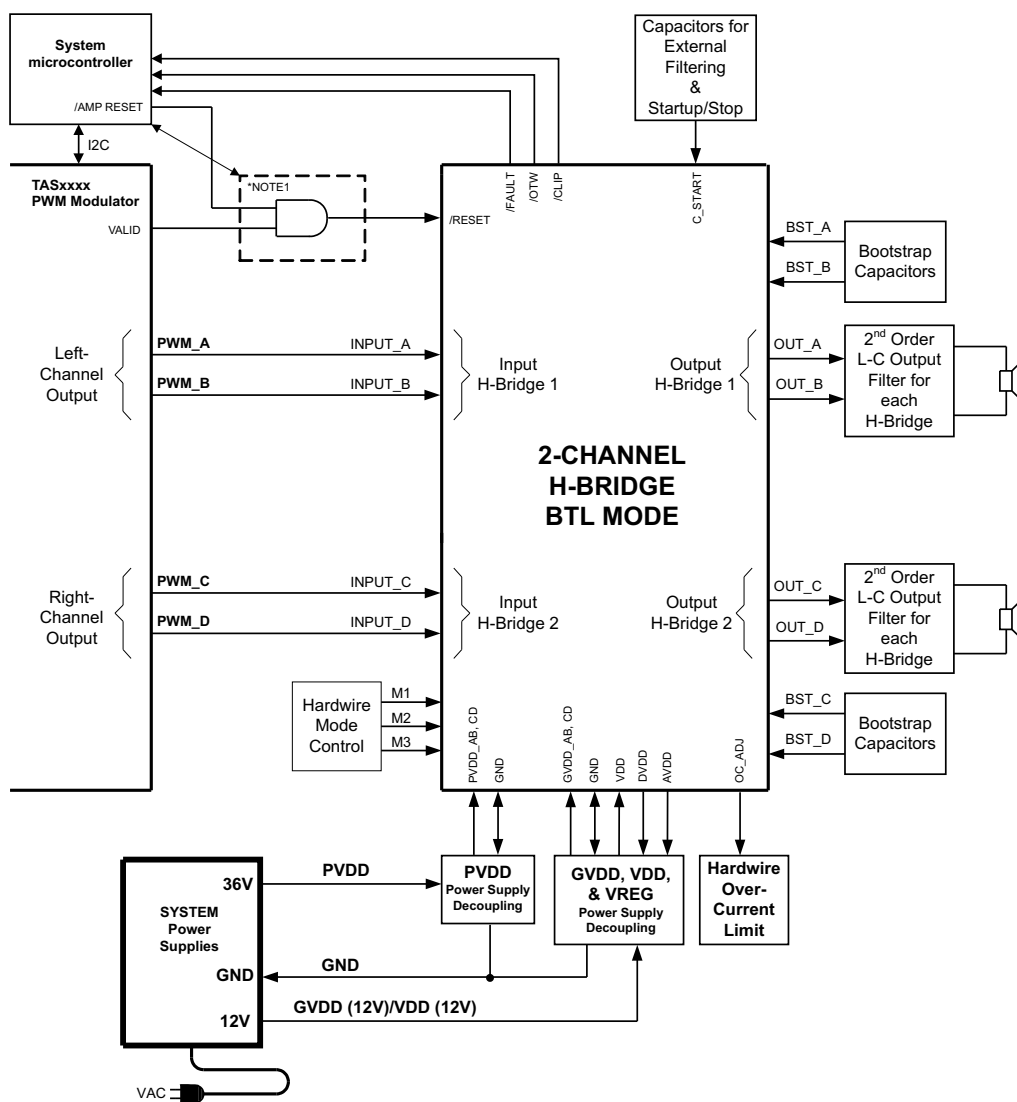 System
microcontroller
/AMP RESET
I2C
TASxxxx
PWM Modulator
VALID
*NOTE1
/RESET
/FAULT
/OTW
/CLIP
Capacitors for
External
Filtering
&
Startup/Stop
C_START
BST_A
BST_B
Bootstrap
Capacitors
Left-
Channel
Output
PWM_A
INPUT_A
PWM_B
INPUT_B
Input
H-Bridge 1
Output
H-Bridge 1
OUT_A
OUT_B
2nd Order
L-C Output
Filter for
each
H-Bridge
2-CHANNEL
H-BRIDGE
BTL MODE
Right-
Channel
Output
PWM_C
INPUT_C
PWM_D
INPUT_D
Input
H-Bridge 2
Output
H-Bridge 2
OUT_C
OUT_D
2nd Order
L-C Output
Filter for
each
H-Bridge
Hardwire
Mode
Control
M1
M2
M3
PVDD_AB, CD
GND
GVDD_AB, CD
GND
VDD
DVDD
AVDD
OC_ADJ
BST_C
BST_D
Bootstrap
Capacitors
SYSTEM
Power
Supplies
36V
GND
12V
PVDD
PVDD
Power Supply
Decoupling
GVDD, VDD,
& VREG
Power Supply
Decoupling
Hardwire
Over-
Current
Limit
GND
GVDD (12V)/VDD (12V)
VAC